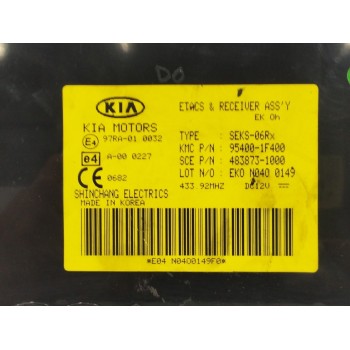 DO
KIA
ETACS & RECEIVER ASS'Y
EK Oh
KIA MOTORS
E4 97RA-01 0032
TYPE : SEKS-06Rx
KMC P/N : 95400-1F400
e4 A-00 0227
SCE P/N : 483873-1000
CE 0682
LOT N/O : EKO N040 0149
SHINCHANG ELECTRICS
433.92MHZ DC12V
MADE IN KOREA
*E04 N0400149F0*